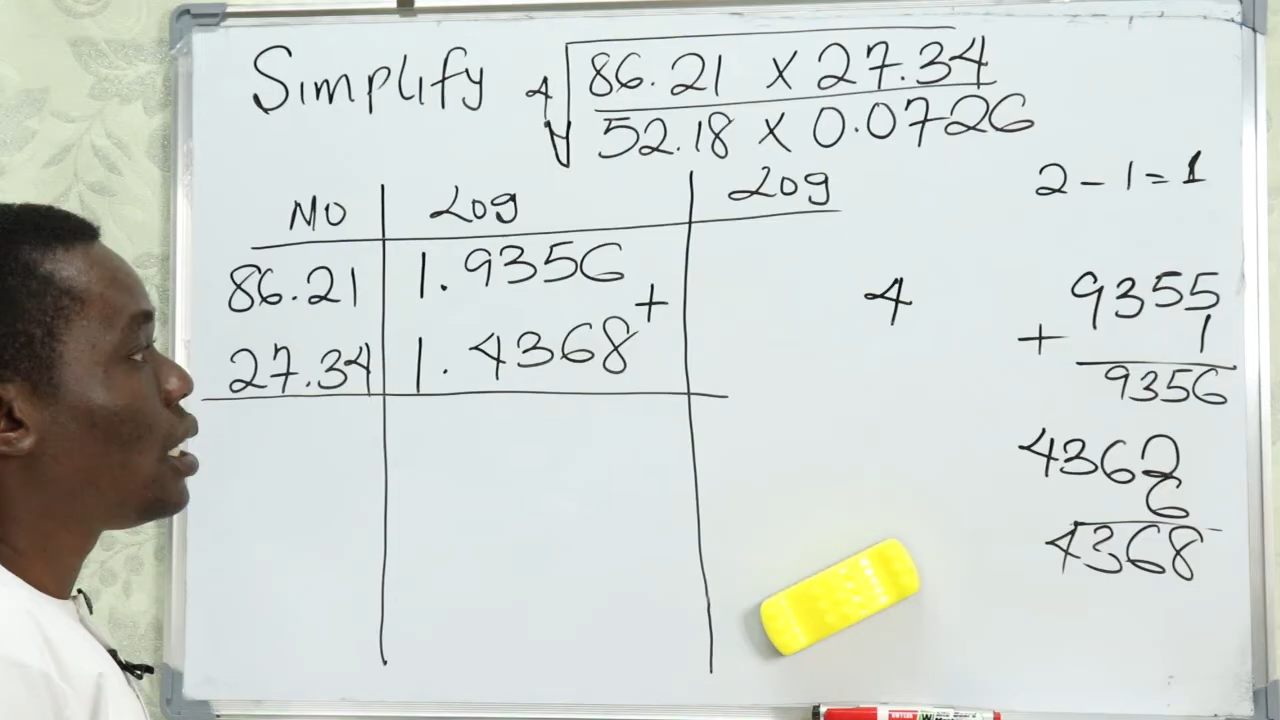 Simplify 4√ 86.21 × 27.34
52.18 × 0.0726
No Log Log
2 - 1 = 1
86.21 1.9356 +
27.34 1.4368
4
9355
+ 1
9356
4362
6
4368